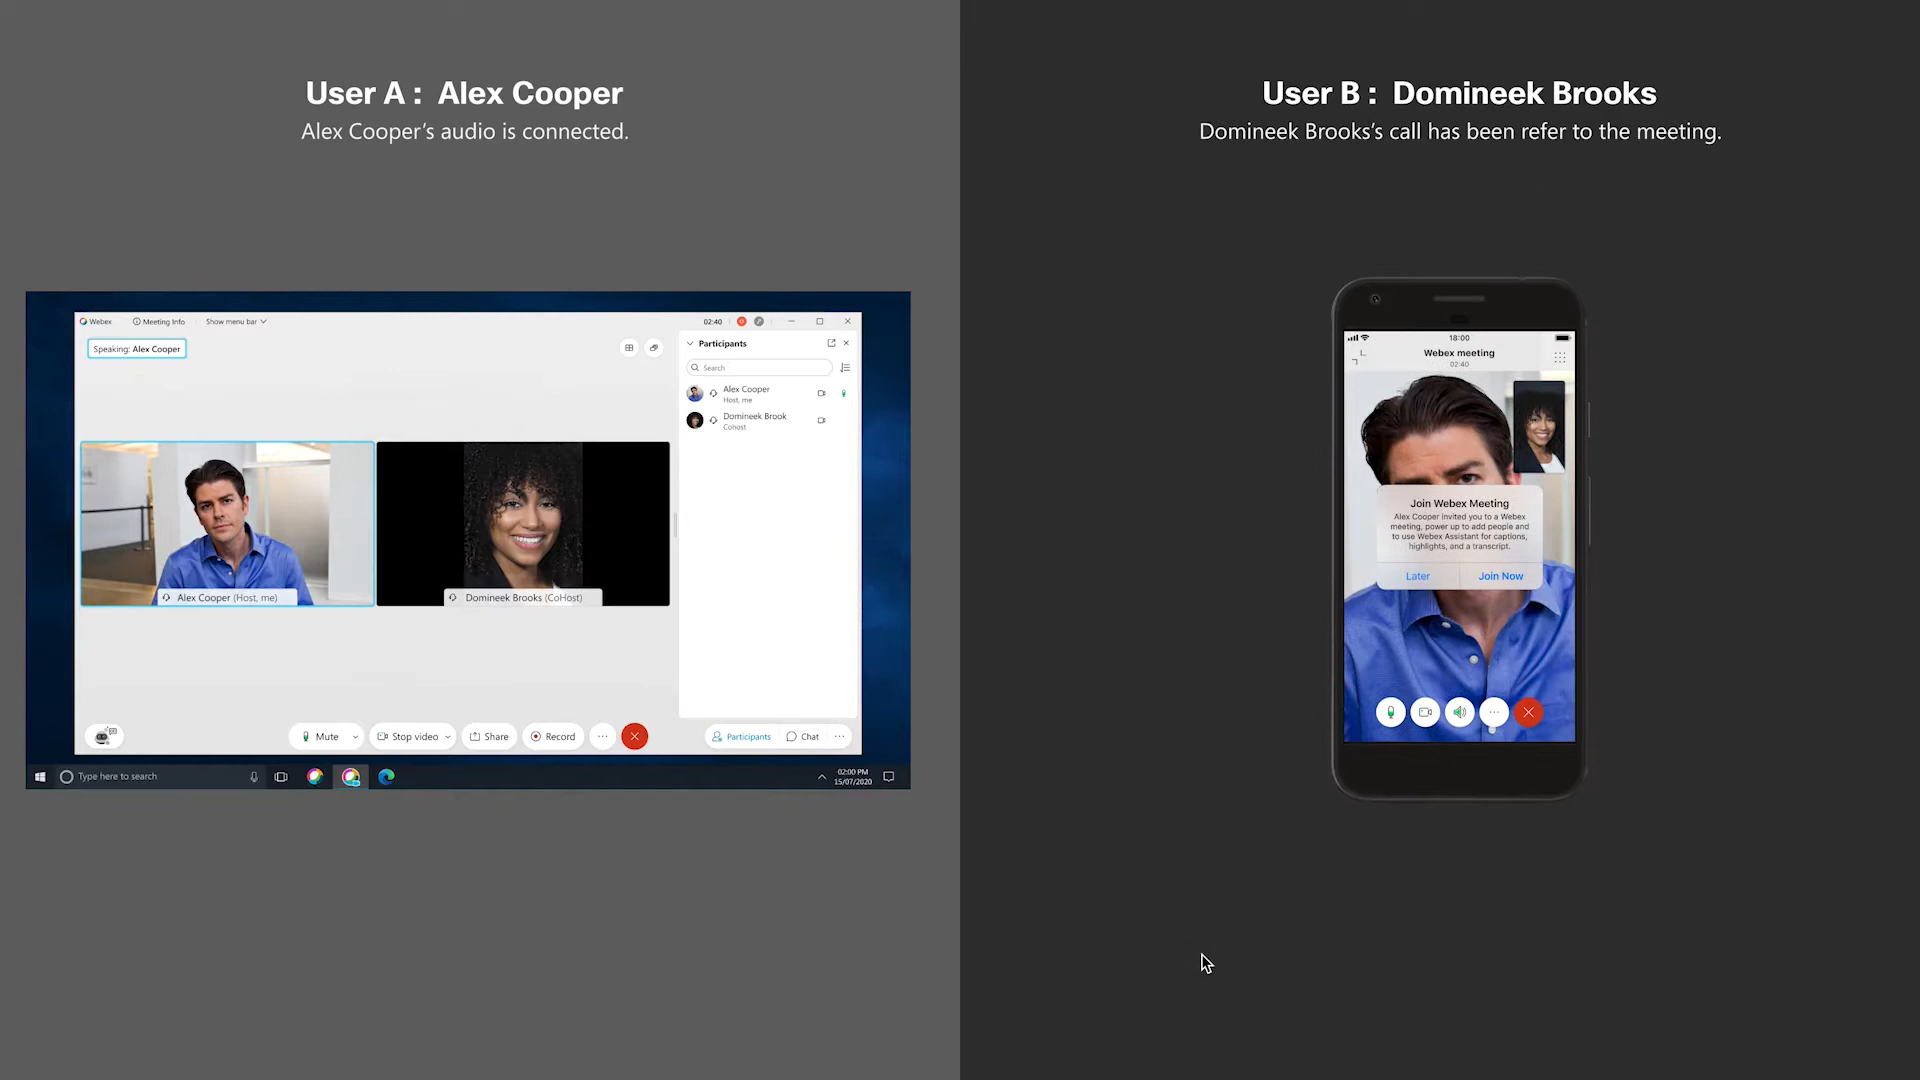 User A :  Alex Cooper
Alex Cooper's audio is connected.
Webex
Meeting Info
Show menu bar
02:40
Speaking: Alex Cooper
Participants
Search
Alex Cooper
Host, me
Domineek Brook
Cohost
Alex Cooper (Host, me)
Domineek Brooks (CoHost)
Mute
Stop video
Share
Record
Participants
Chat
Type here to search
02:00 PM
15/07/2020
User B :  Domineek Brooks
Domineek Brooks's call has been refer to the meeting.
18:00
Webex meeting
02:40
Join Webex Meeting
Alex Cooper invited you to a Webex
meeting, power up to add people and
to use Webex Assistant for captions,
highlights, and a transcript.
Later
Join Now